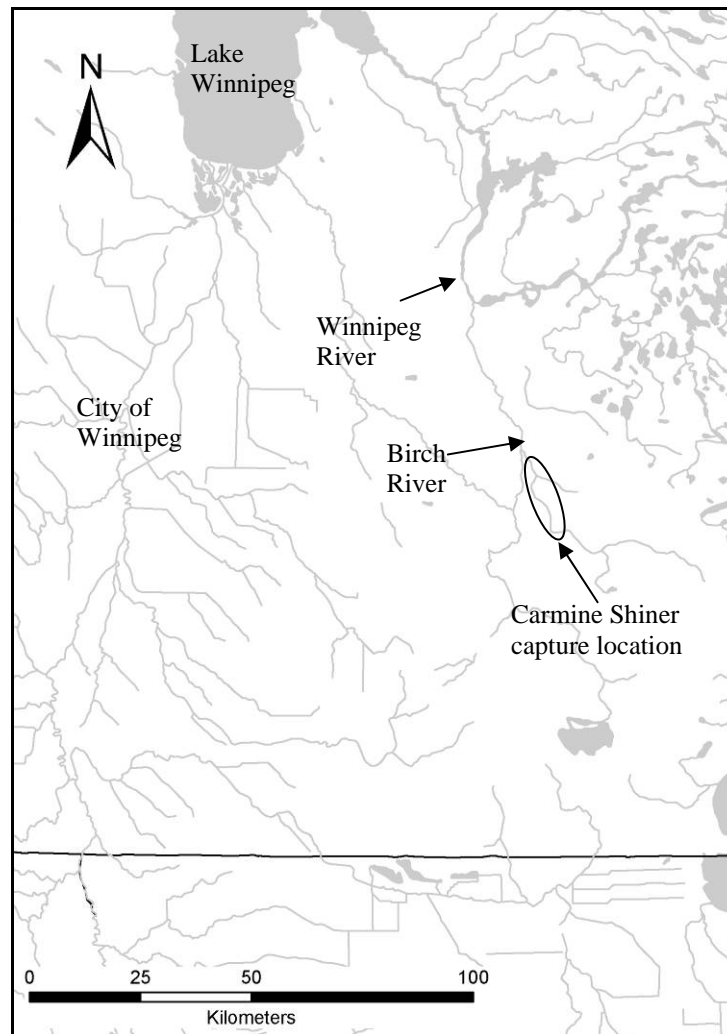 Lake
Winnipeg
N
Winnipeg
River
City of
Winnipeg
Birch
River
Carmine Shiner
capture location
0 25 50 100
Kilometers